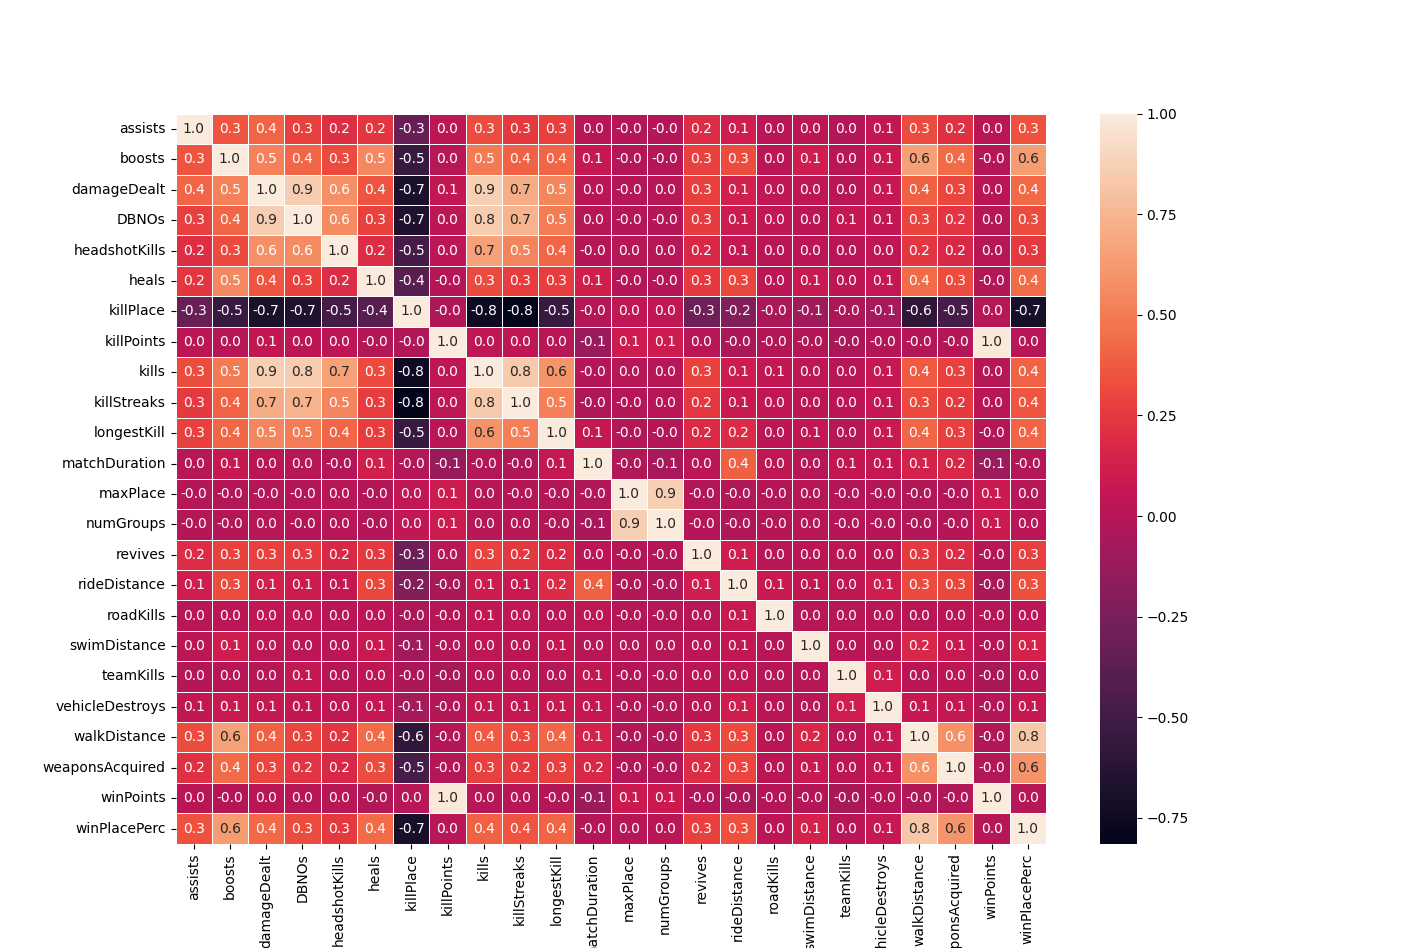 assists 1.0 0.3 0.4 0.3 0.2 0.2 -0.3 0.0 0.3 0.3 0.3 0.0 -0.0 -0.0 0.2 0.1 0.0 0.0 0.0 0.1 0.3 0.2 0.0 0.3
boosts 0.3 1.0 0.5 0.4 0.3 0.5 -0.5 0.0 0.5 0.4 0.4 0.1 -0.0 -0.0 0.3 0.3 0.0 0.1 0.0 0.1 0.6 0.4 -0.0 0.6
damageDealt 0.4 0.5 1.0 0.9 0.6 0.4 -0.7 0.1 0.9 0.7 0.5 0.0 -0.0 0.0 0.3 0.1 0.0 0.0 0.0 0.1 0.4 0.3 0.0 0.4
DBNOs 0.3 0.4 0.9 1.0 0.6 0.3 -0.7 0.0 0.8 0.7 0.5 0.0 -0.0 -0.0 0.3 0.1 0.0 0.0 0.1 0.1 0.3 0.2 0.0 0.3
headshotKills 0.2 0.3 0.6 0.6 1.0 0.2 -0.5 0.0 0.7 0.5 0.4 -0.0 0.0 0.0 0.2 0.1 0.0 0.0 0.0 0.0 0.2 0.2 0.0 0.3
heals 0.2 0.5 0.4 0.3 0.2 1.0 -0.4 -0.0 0.3 0.3 0.3 0.1 -0.0 -0.0 0.3 0.3 0.0 0.1 0.0 0.1 0.4 0.3 -0.0 0.4
killPlace -0.3 -0.5 -0.7 -0.7 -0.5 -0.4 1.0 -0.0 -0.8 -0.8 -0.5 -0.0 0.0 0.0 -0.3 -0.2 -0.0 -0.1 -0.0 -0.1 -0.6 -0.5 0.0 -0.7
killPoints 0.0 0.0 0.1 0.0 0.0 -0.0 -0.0 1.0 0.0 0.0 0.0 -0.1 0.1 0.1 0.0 -0.0 -0.0 -0.0 -0.0 -0.0 -0.0 -0.0 1.0 0.0
kills 0.3 0.5 0.9 0.8 0.7 0.3 -0.8 0.0 1.0 0.8 0.6 -0.0 0.0 0.0 0.3 0.1 0.1 0.0 0.0 0.1 0.4 0.3 0.0 0.4
killStreaks 0.3 0.4 0.7 0.7 0.5 0.3 -0.8 0.0 0.8 1.0 0.5 -0.0 -0.0 0.0 0.2 0.1 0.0 0.0 0.0 0.1 0.3 0.2 0.0 0.4
longestKill 0.3 0.4 0.5 0.5 0.4 0.3 -0.5 0.0 0.6 0.5 1.0 0.1 -0.0 -0.0 0.2 0.2 0.0 0.1 0.0 0.1 0.4 0.3 -0.0 0.4
matchDuration 0.0 0.1 0.0 0.0 -0.0 0.1 -0.0 -0.1 -0.0 -0.0 0.1 1.0 -0.0 -0.1 0.0 0.4 0.0 0.0 0.1 0.1 0.1 0.2 -0.1 -0.0
maxPlace -0.0 -0.0 -0.0 -0.0 0.0 -0.0 0.0 0.1 0.0 -0.0 -0.0 -0.0 1.0 0.9 -0.0 -0.0 -0.0 0.0 -0.0 -0.0 -0.0 -0.0 0.1 0.0
numGroups -0.0 -0.0 0.0 -0.0 0.0 -0.0 0.0 0.1 0.0 0.0 -0.0 -0.1 0.9 1.0 -0.0 -0.0 -0.0 0.0 -0.0 -0.0 -0.0 -0.0 0.1 0.0
revives 0.2 0.3 0.3 0.3 0.2 0.3 -0.3 0.0 0.3 0.2 0.2 0.0 -0.0 -0.0 1.0 0.1 0.0 0.0 0.0 0.0 0.3 0.2 -0.0 0.3
rideDistance 0.1 0.3 0.1 0.1 0.1 0.3 -0.2 -0.0 0.1 0.1 0.2 0.4 -0.0 -0.0 0.1 1.0 0.1 0.1 0.0 0.1 0.3 0.3 -0.0 0.3
roadKills 0.0 0.0 0.0 0.0 0.0 0.0 -0.0 -0.0 0.1 0.0 0.0 0.0 -0.0 -0.0 0.0 0.1 1.0 0.0 0.0 0.0 0.0 0.0 -0.0 0.0
swimDistance 0.0 0.1 0.0 0.0 0.0 0.1 -0.1 -0.0 0.0 0.0 0.1 0.0 0.0 0.0 0.0 0.1 0.0 1.0 0.0 0.0 0.2 0.1 -0.0 0.1
teamKills 0.0 0.0 0.0 0.1 0.0 0.0 -0.0 -0.0 0.0 0.0 0.0 0.1 -0.0 -0.0 0.0 0.0 0.0 0.0 1.0 0.1 0.0 0.0 -0.0 0.0
vehicleDestroys 0.1 0.1 0.1 0.1 0.0 0.1 -0.1 -0.0 0.1 0.1 0.1 0.1 -0.0 -0.0 0.0 0.1 0.0 0.0 0.1 1.0 0.1 0.1 -0.0 0.1
walkDistance 0.3 0.6 0.4 0.3 0.2 0.4 -0.6 -0.0 0.4 0.3 0.4 0.1 -0.0 -0.0 0.3 0.3 0.0 0.2 0.0 0.1 1.0 0.6 -0.0 0.8
weaponsAcquired 0.2 0.4 0.3 0.2 0.2 0.3 -0.5 -0.0 0.3 0.2 0.3 0.2 -0.0 -0.0 0.2 0.3 0.0 0.1 0.0 0.1 0.6 1.0 -0.0 0.6
winPoints 0.0 -0.0 0.0 0.0 0.0 -0.0 0.0 1.0 0.0 0.0 -0.0 -0.1 0.1 0.1 -0.0 -0.0 -0.0 -0.0 -0.0 -0.0 -0.0 -0.0 1.0 0.0
winPlacePerc 0.3 0.6 0.4 0.3 0.3 0.4 -0.7 0.0 0.4 0.4 0.4 -0.0 0.0 0.0 0.3 0.3 0.0 0.1 0.0 0.1 0.8 0.6 0.0 1.0
assists
boosts
damageDealt
DBNOs
headshotKills
heals
killPlace
killPoints
kills
killStreaks
longestKill
atchDuration
maxPlace
numGroups
revives
rideDistance
roadKills
swimDistance
teamKills
hicleDestroys
walkDistance
ponsAcquired
winPoints
winPlacePerc
1.00
0.75
0.50
0.25
0.00
−0.25
−0.50
−0.75